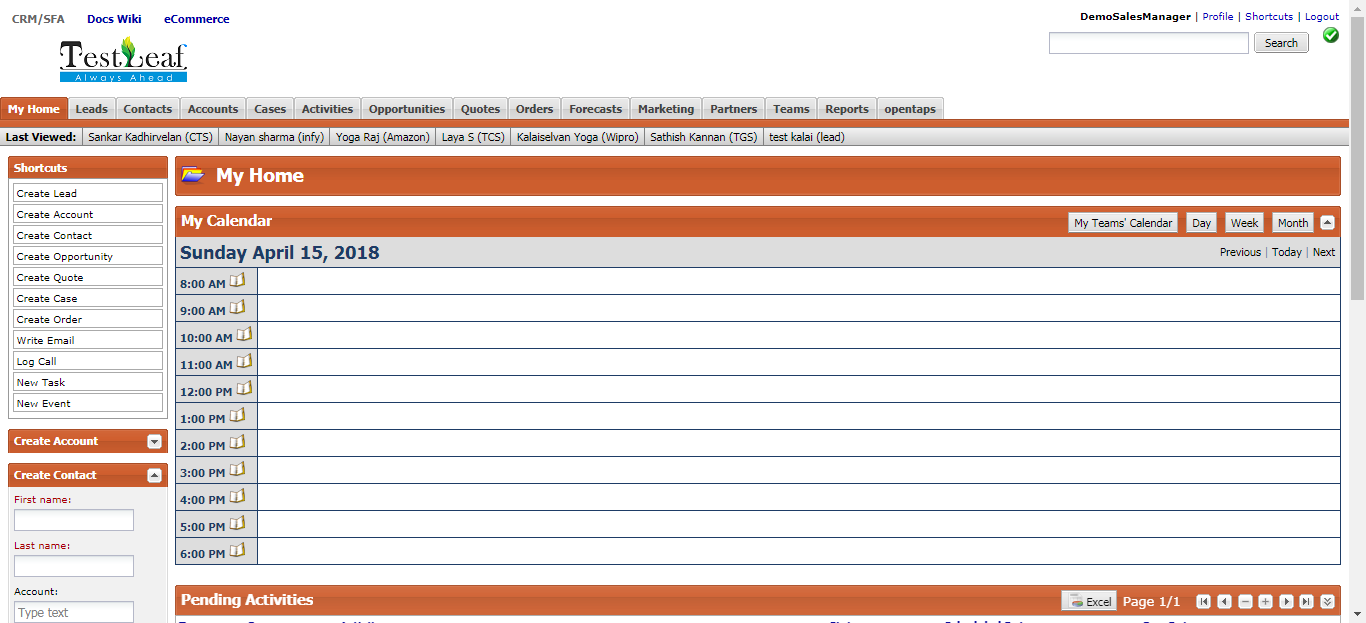 CRM/SFA Docs Wiki eCommerce
DemoSalesManager | Profile | Shortcuts | Logout
Search
TestLeaf
Always Ahead
My Home Leads Contacts Accounts Cases Activities Opportunities Quotes Orders Forecasts Marketing Partners Teams Reports opentaps
Last Viewed: Sankar Kadhirvelan (CTS) Nayan sharma (infy) Yoga Raj (Amazon) Laya S (TCS) Kalaiselvan Yoga (Wipro) Sathish Kannan (TGS) test kalai (lead)
Shortcuts
Create Lead
Create Account
Create Contact
Create Opportunity
Create Quote
Create Case
Create Order
Write Email
Log Call
New Task
New Event
Create Account
Create Contact
First name:
Last name:
Account:
Type text
My Home
My Calendar
My Teams' Calendar Day Week Month
Sunday April 15, 2018
Previous | Today | Next
8:00 AM
9:00 AM
10:00 AM
11:00 AM
12:00 PM
1:00 PM
2:00 PM
3:00 PM
4:00 PM
5:00 PM
6:00 PM
Pending Activities
Excel Page 1/1